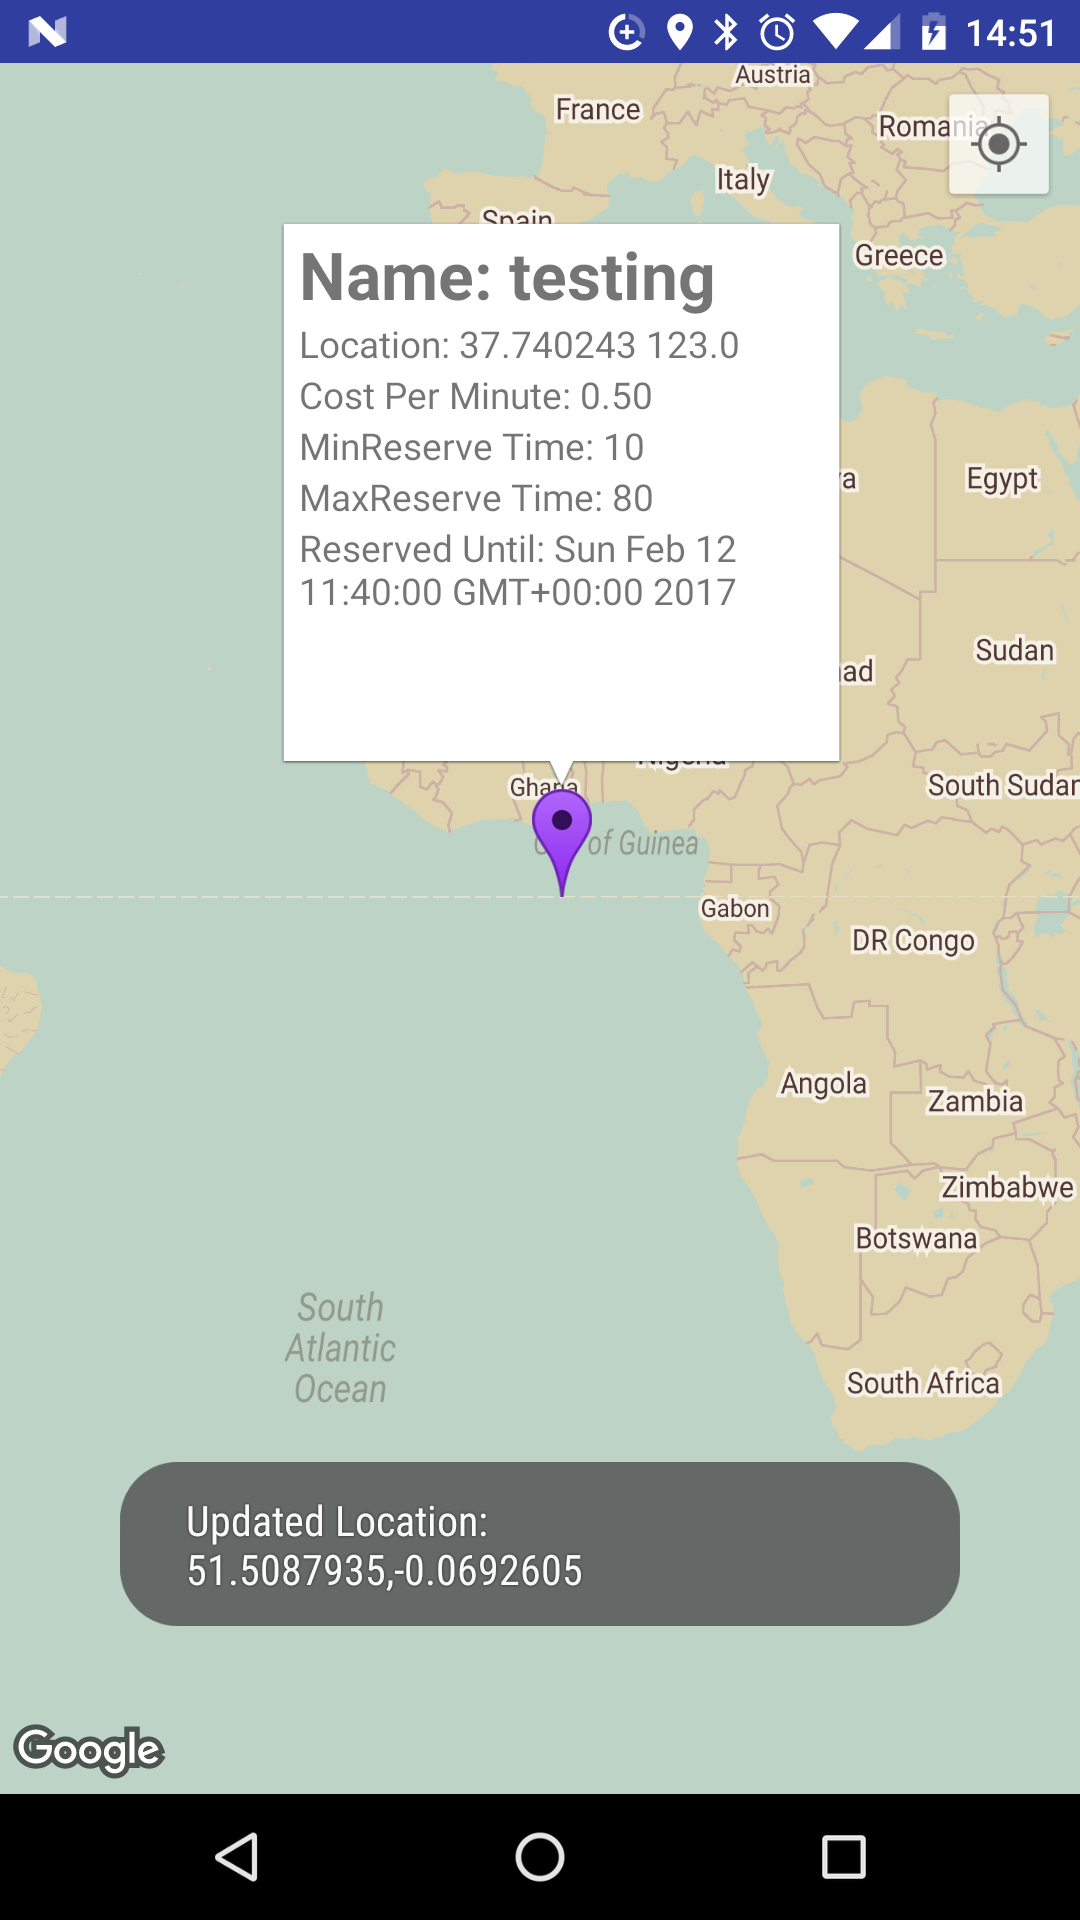 14:51
Austria
France
Romania
Italy
Spain
Greece
Name: testing
Location: 37.740243 123.0
Cost Per Minute: 0.50
MinReserve Time: 10
MaxReserve Time: 80
Reserved Until: Sun Feb 12
11:40:00 GMT+00:00 2017
Egypt
Sudan
Nigeria
Ghana
South Sudan
of Guinea
Gabon
DR Congo
Angola
Zambia
Zimbabwe
Botswana
South
Atlantic
Ocean
South Africa
Updated Location:
51.5087935,-0.0692605
Google